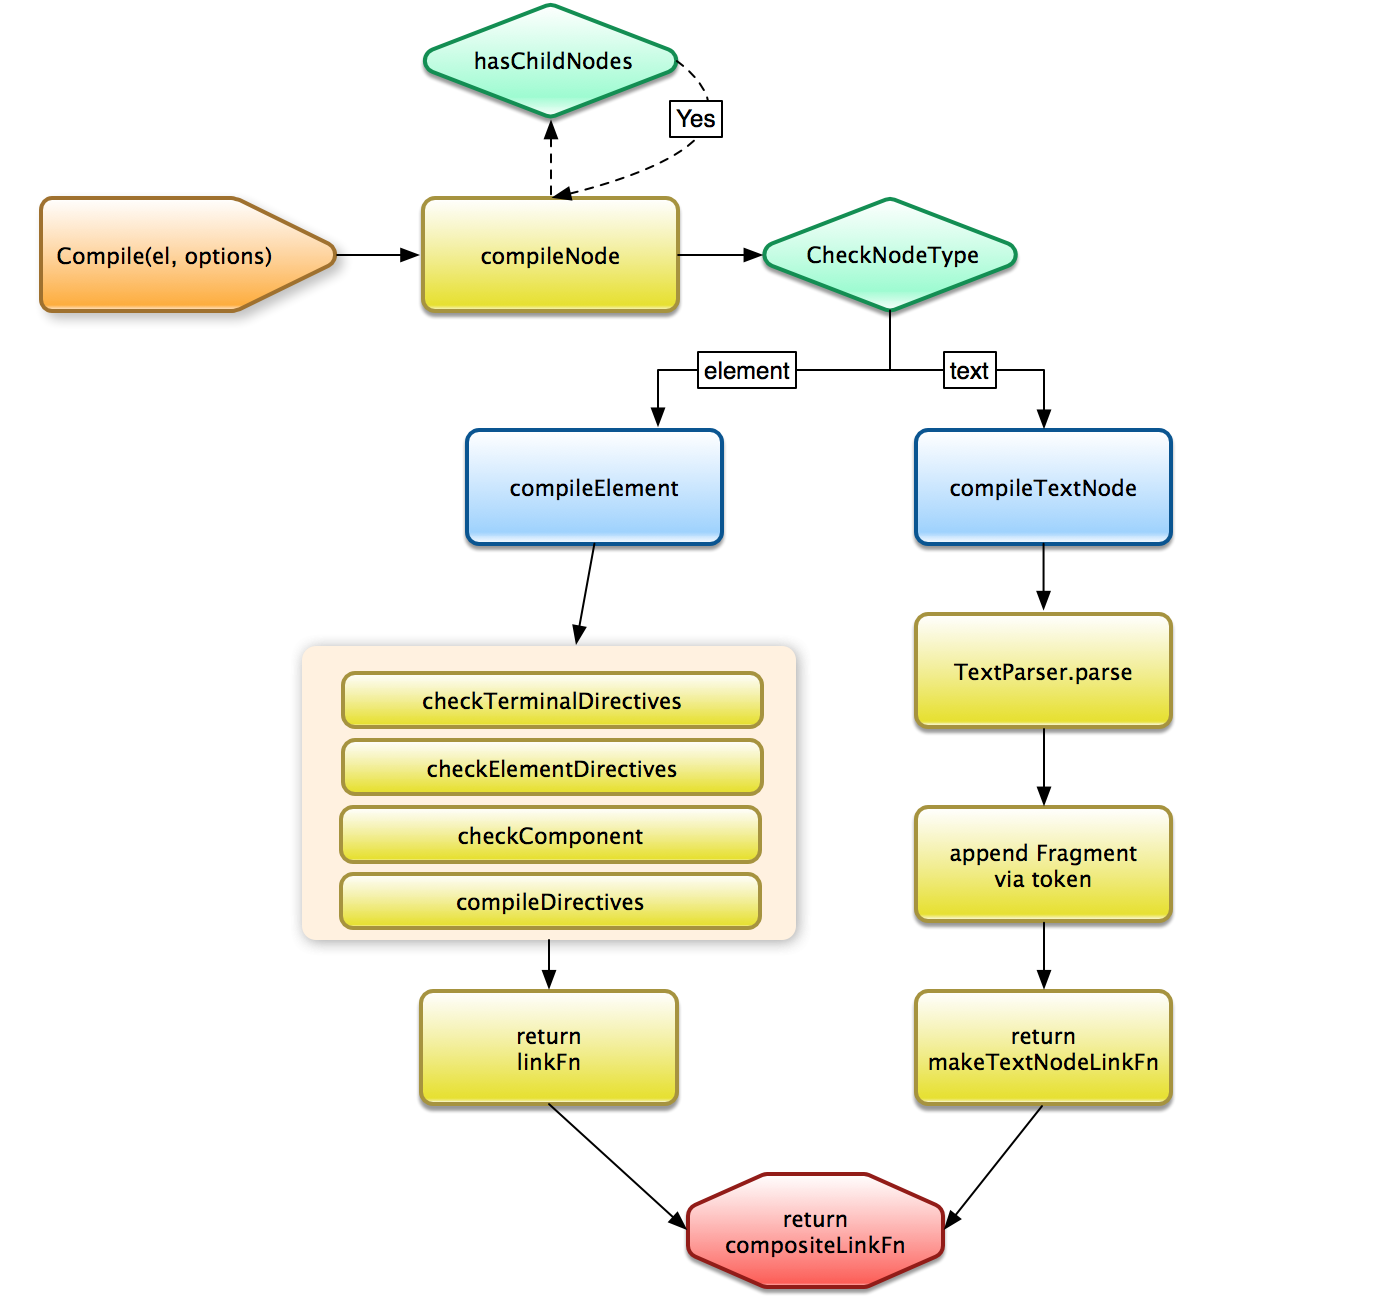 hasChildNodes
Yes
Compile(el, options)
compileNode
CheckNodeType
element
text
compileElement
compileTextNode
checkTerminalDirectives
checkElementDirectives
checkComponent
compileDirectives
TextParser.parse
append Fragment
via token
return
linkFn
return
makeTextNodeLinkFn
return
compositeLinkFn